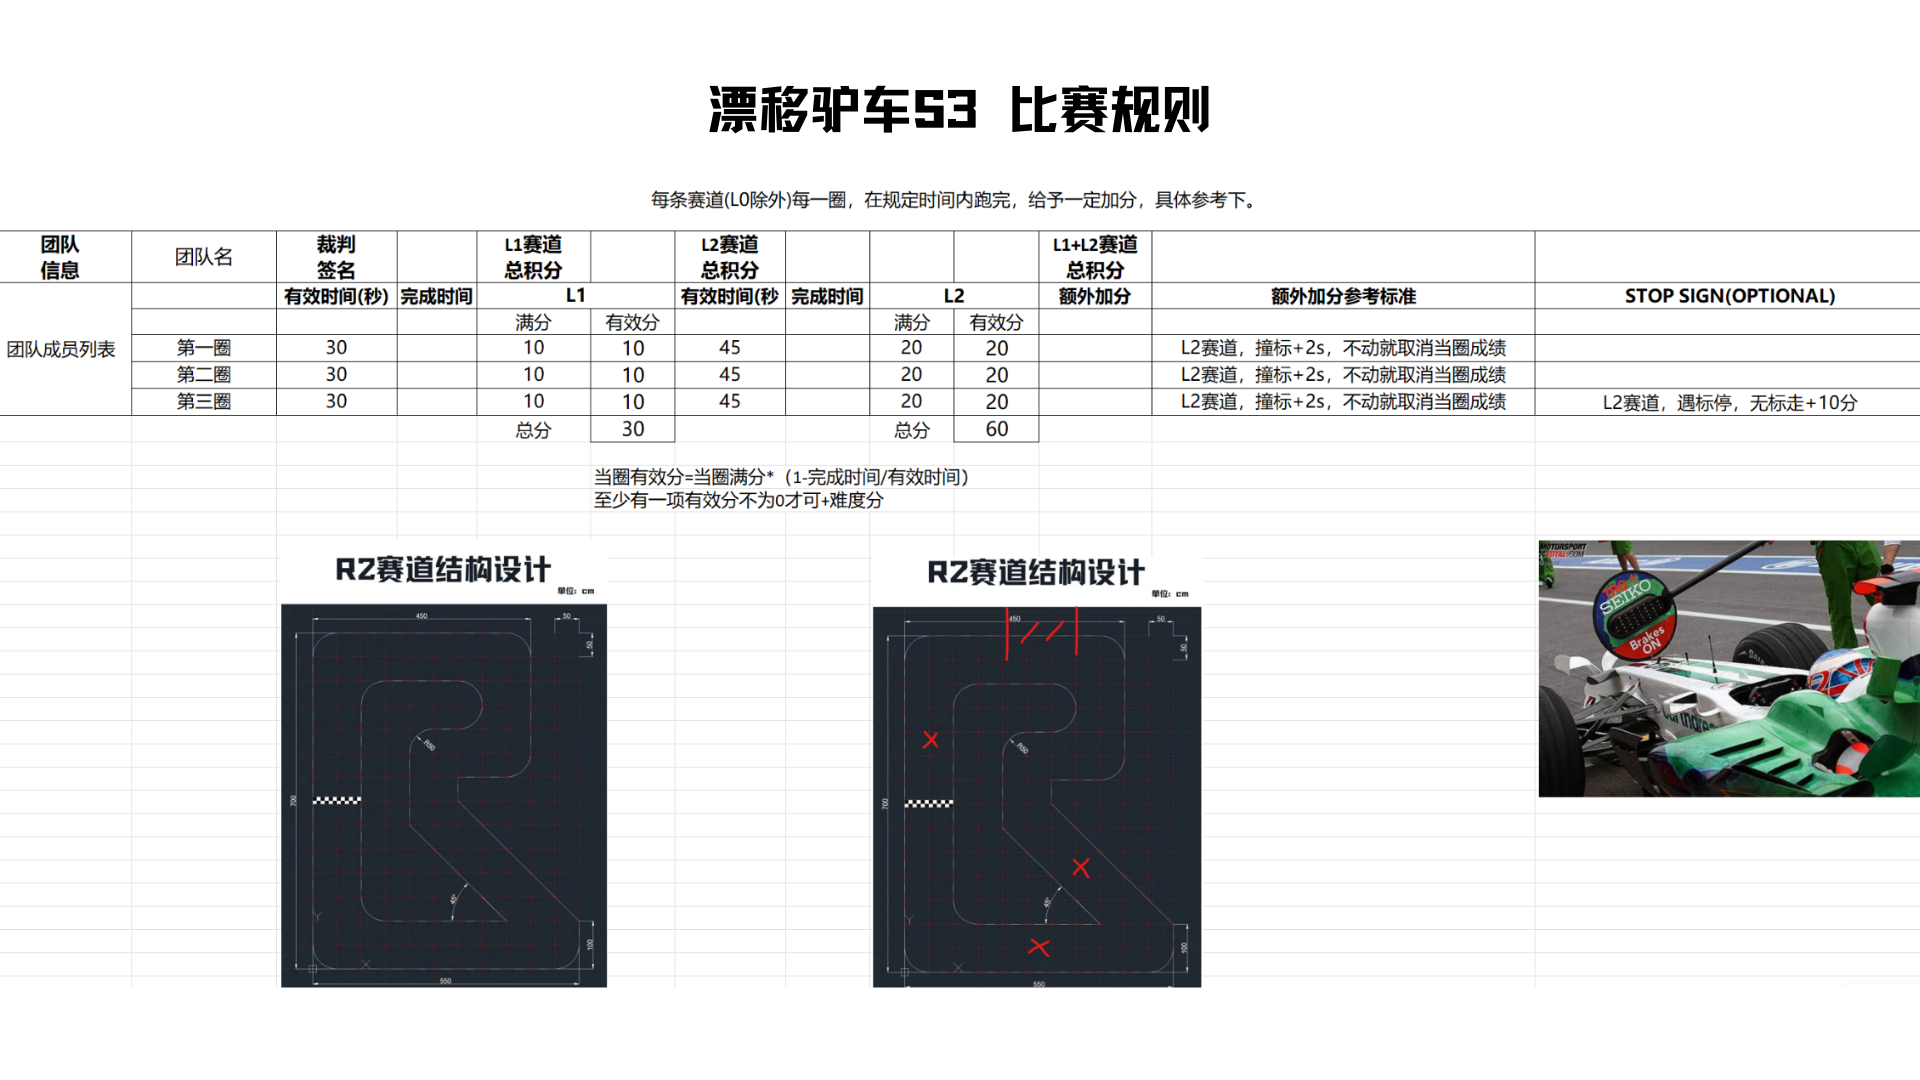 漂移驴车S3 比赛规则
每条赛道(L0除外)每一圈，在规定时间内跑完，给予一定加分，具体参考下。
团队信息 团队名 裁判签名 L1赛道总积分 L2赛道总积分 L1+L2赛道总积分
有效时间(秒) 完成时间 L1 有效时间(秒 完成时间 L2 额外加分 额外加分参考标准 STOP SIGN(OPTIONAL)
满分 有效分 满分 有效分
团队成员列表 第一圈 30 10 10 45 20 20 L2赛道，撞标+2s，不动就取消当圈成绩
第二圈 30 10 10 45 20 20 L2赛道，撞标+2s，不动就取消当圈成绩
第三圈 30 10 10 45 20 20 L2赛道，撞标+2s，不动就取消当圈成绩 L2赛道，遇标停，无标走+10分
总分 30 总分 60
当圈有效分=当圈满分*（1-完成时间/有效时间）
至少有一项有效分不为0才可+难度分
R2赛道结构设计
单位：cm
450
50
50
R50
700
45°
100
550
Y
X
R2赛道结构设计
单位：cm
450
50
50
R50
700
45°
100
550
Y
X
SEIKO
Brakes
ON